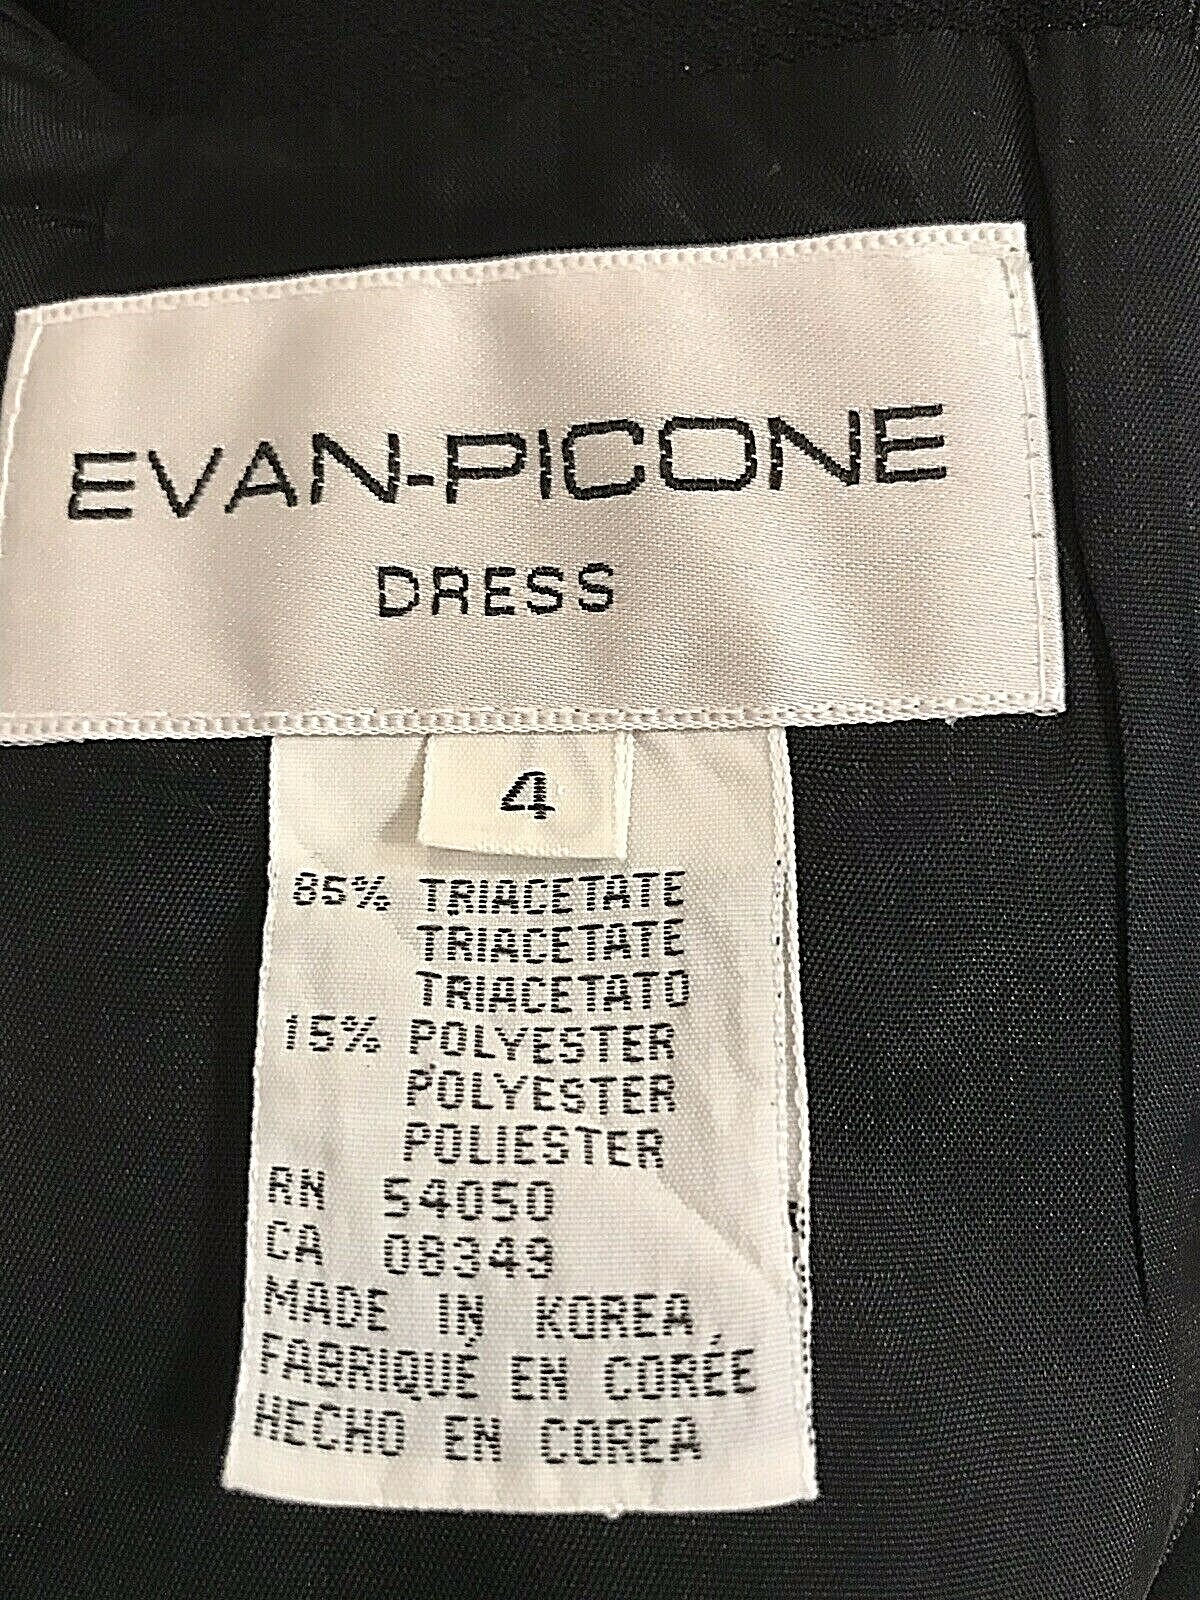 EVAN-PICONE
DRESS
4
85% TRIACETATE
TRIACETATE
TRIACETATO
15% POLYESTER
POLYESTER
POLIESTER
RN 54050
CA 08349
MADE IN KOREA
FABRIQUÉ EN CORÉE
HECHO EN COREA